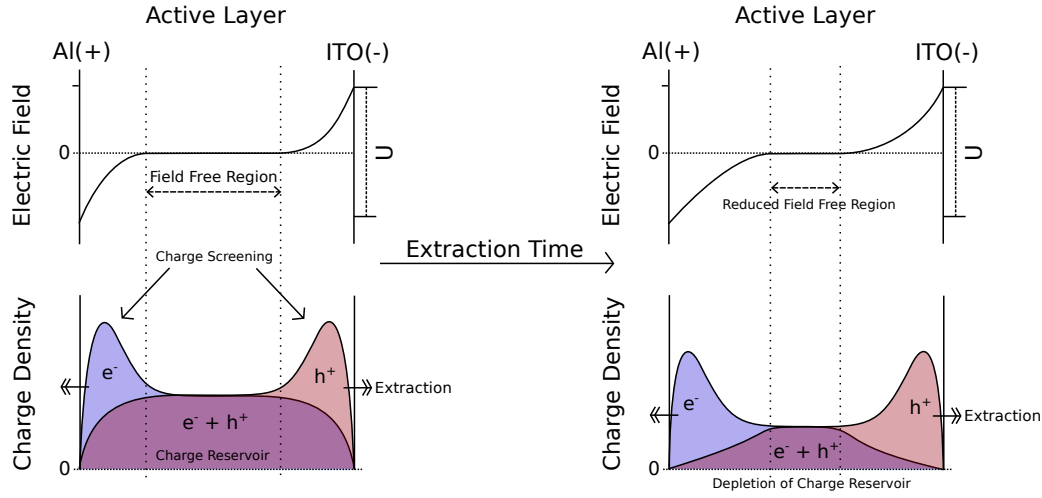 Active Layer
Al(+)
ITO(-)
Electric Field
0
Field Free Region
U
Charge Screening
Charge Density
e-
h+
Extraction
e- + h+
Charge Reservoir
0
Extraction Time
Active Layer
Al(+)
ITO(-)
Electric Field
0
Reduced Field Free Region
U
Charge Density
e-
h+
Extraction
e- + h+
0
Depletion of Charge Reservoir